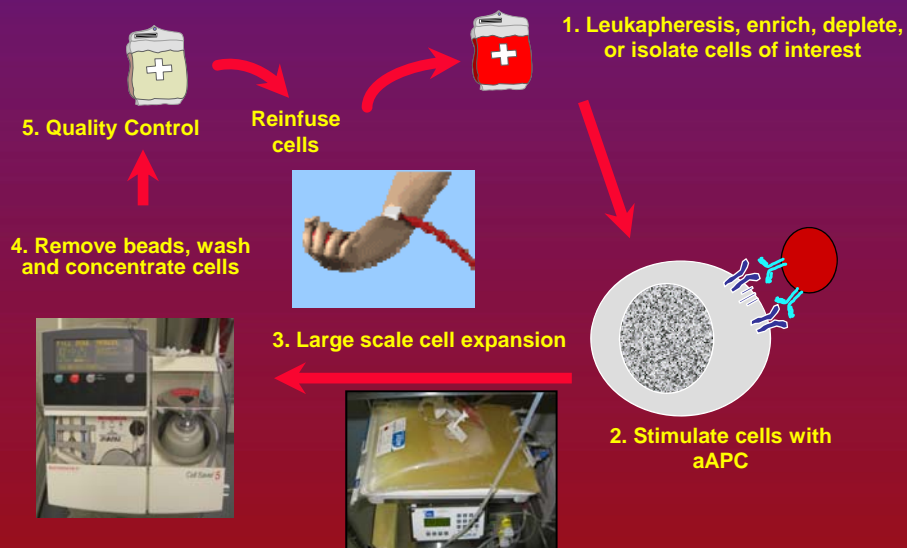 1. Leukapheresis, enrich, deplete,
or isolate cells of interest
5. Quality Control
Reinfuse
cells
4. Remove beads, wash
and concentrate cells
3. Large scale cell expansion
2. Stimulate cells with
aAPC
Cell Saver 5